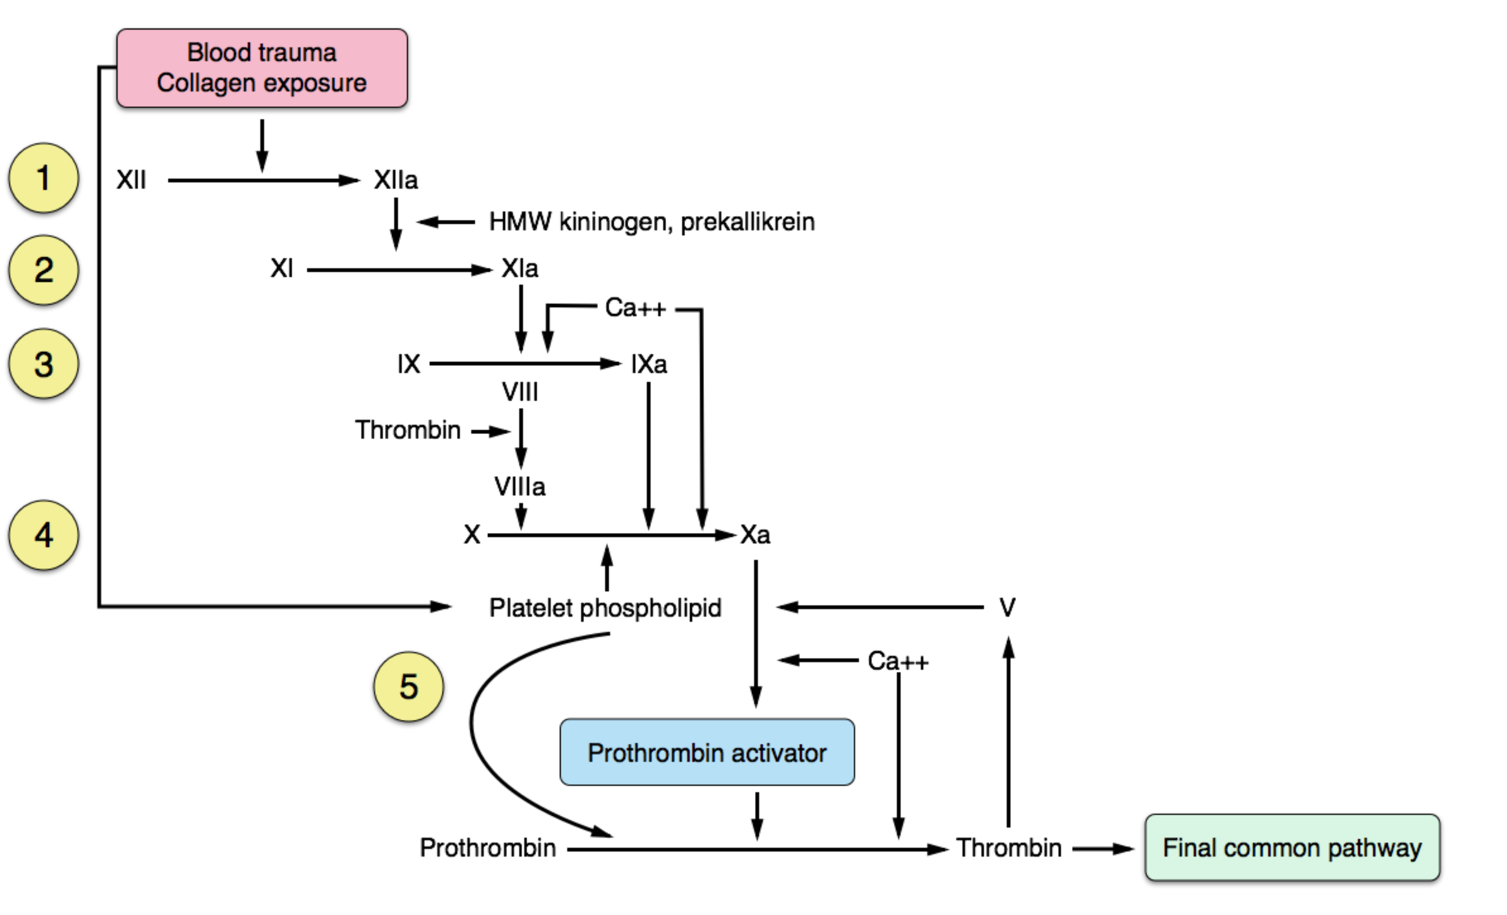 Blood trauma
Collagen exposure
1
XII
XIIa
HMW kininogen, prekallikrein
2
XI
XIa
Ca++
3
IX
IXa
VIII
Thrombin
VIIIa
4
X
Xa
Platelet phospholipid
V
Ca++
5
Prothrombin activator
Prothrombin
Thrombin
Final common pathway